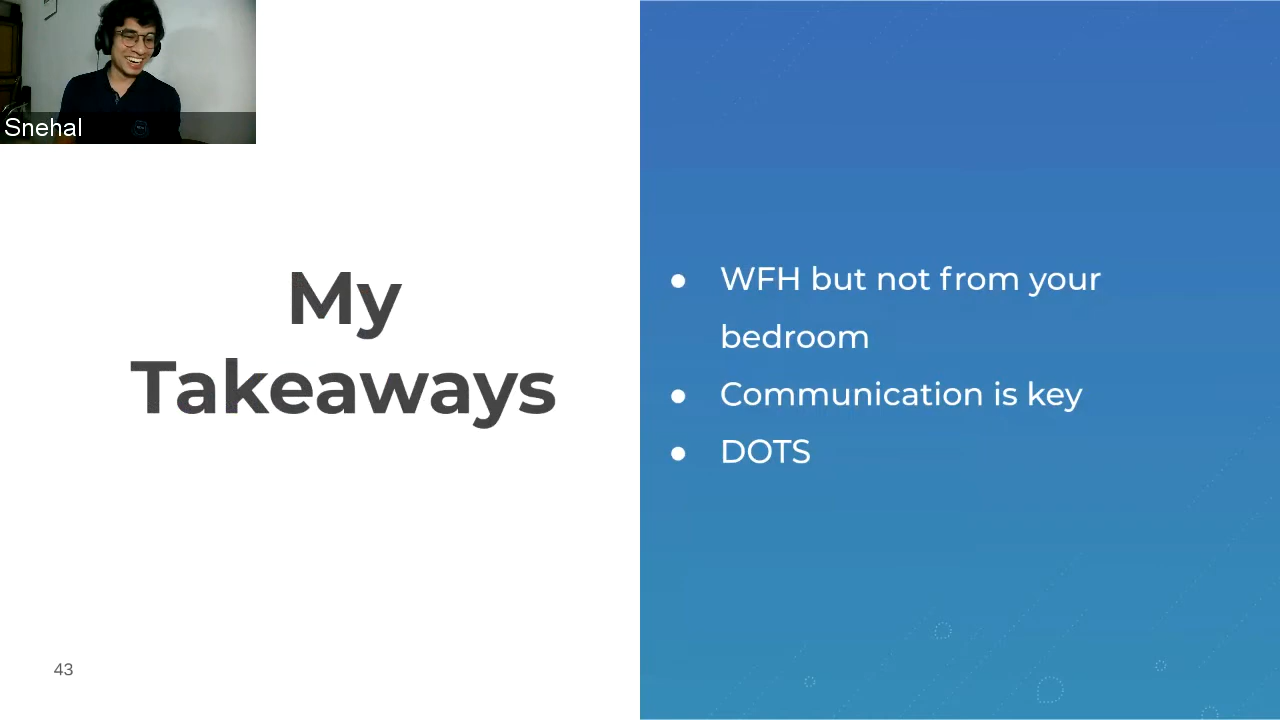 Snehal
My
Takeaways
● WFH but not from your
bedroom
● Communication is key
● DOTS
43